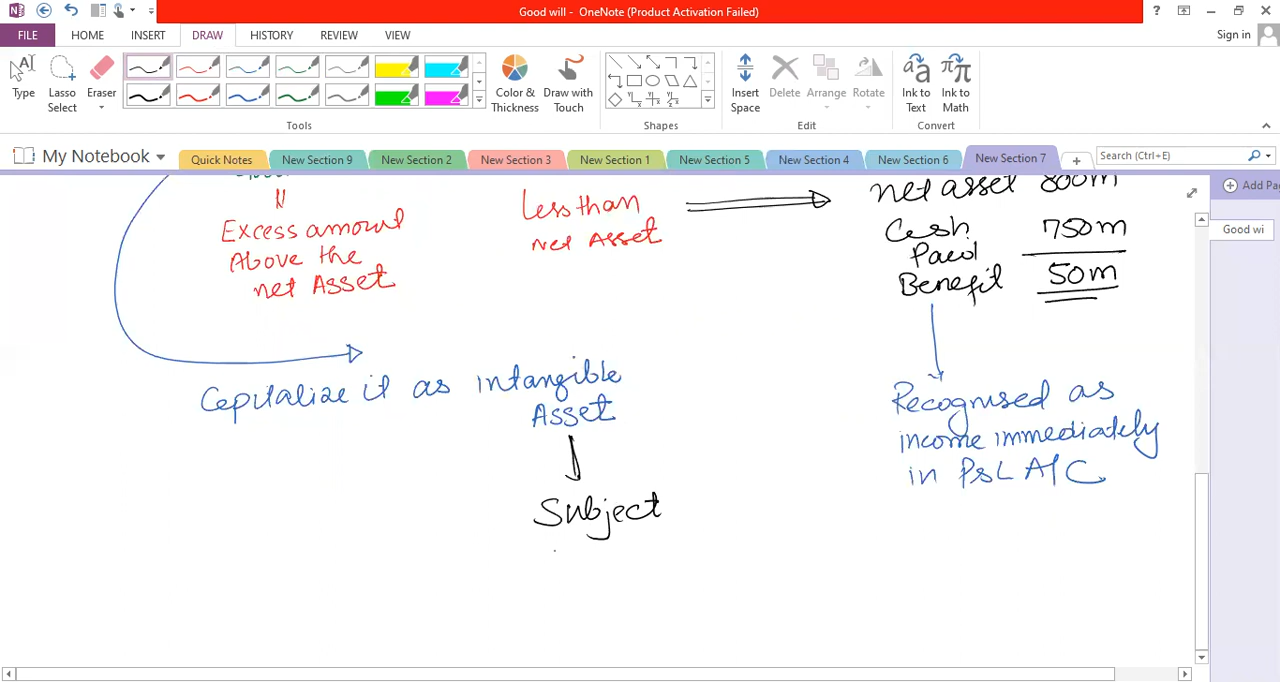 Good will - OneNote (Product Activation Failed)
FILE HOME INSERT DRAW HISTORY REVIEW VIEW Sign in
Type Lasso Select Eraser Color & Thickness Draw with Touch Insert Space Delete Arrange Rotate Ink to Text Ink to Math
Tools Shapes Edit Convert
My Notebook Quick Notes New Section 9 New Section 2 New Section 3 New Section 1 New Section 5 New Section 4 New Section 6 New Section 7 Search (Ctrl+E)
Add Pa
Good wi
Excess amount
Above the
net Asset
Less than
net Asset
net asset 800m
Cash Paid 750m
Benefit 50m
Cepitalize it as intangible
Asset
Subject
Recognised as
income immediately
in PsL A/C